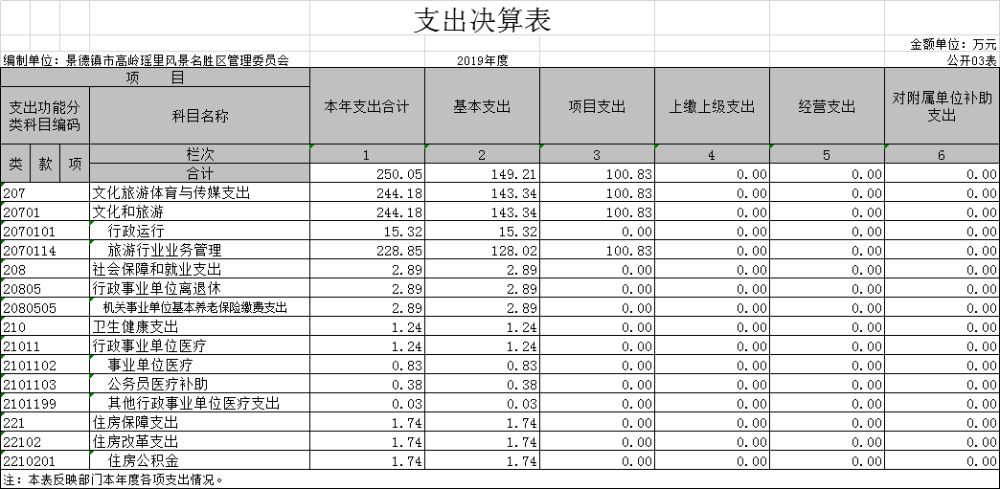 支出决算表
金额单位：万元
编制单位：景德镇市高岭瑶里风景名胜区管理委员会 2019年度 公开03表
项 目 本年支出合计 基本支出 项目支出 上缴上级支出 经营支出 对附属单位补助支出
支出功能分类科目编码 科目名称
类 款 项 栏次 1 2 3 4 5 6
合计 250.05 149.21 100.83 0.00 0.00 0.00
207 文化旅游体育与传媒支出 244.18 143.34 100.83 0.00 0.00 0.00
20701 文化和旅游 244.18 143.34 100.83 0.00 0.00 0.00
2070101 行政运行 15.32 15.32 0.00 0.00 0.00 0.00
2070114 旅游行业业务管理 228.85 128.02 100.83 0.00 0.00 0.00
208 社会保障和就业支出 2.89 2.89 0.00 0.00 0.00 0.00
20805 行政事业单位离退休 2.89 2.89 0.00 0.00 0.00 0.00
2080505 机关事业单位基本养老保险缴费支出 2.89 2.89 0.00 0.00 0.00 0.00
210 卫生健康支出 1.24 1.24 0.00 0.00 0.00 0.00
21011 行政事业单位医疗 1.24 1.24 0.00 0.00 0.00 0.00
2101102 事业单位医疗 0.83 0.83 0.00 0.00 0.00 0.00
2101103 公务员医疗补助 0.38 0.38 0.00 0.00 0.00 0.00
2101199 其他行政事业单位医疗支出 0.03 0.03 0.00 0.00 0.00 0.00
221 住房保障支出 1.74 1.74 0.00 0.00 0.00 0.00
22102 住房改革支出 1.74 1.74 0.00 0.00 0.00 0.00
2210201 住房公积金 1.74 1.74 0.00 0.00 0.00 0.00
注：本表反映部门本年度各项支出情况。